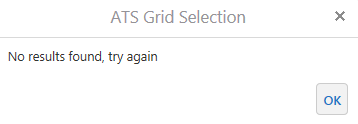 ATS Grid Selection ×
No results found, try again
OK